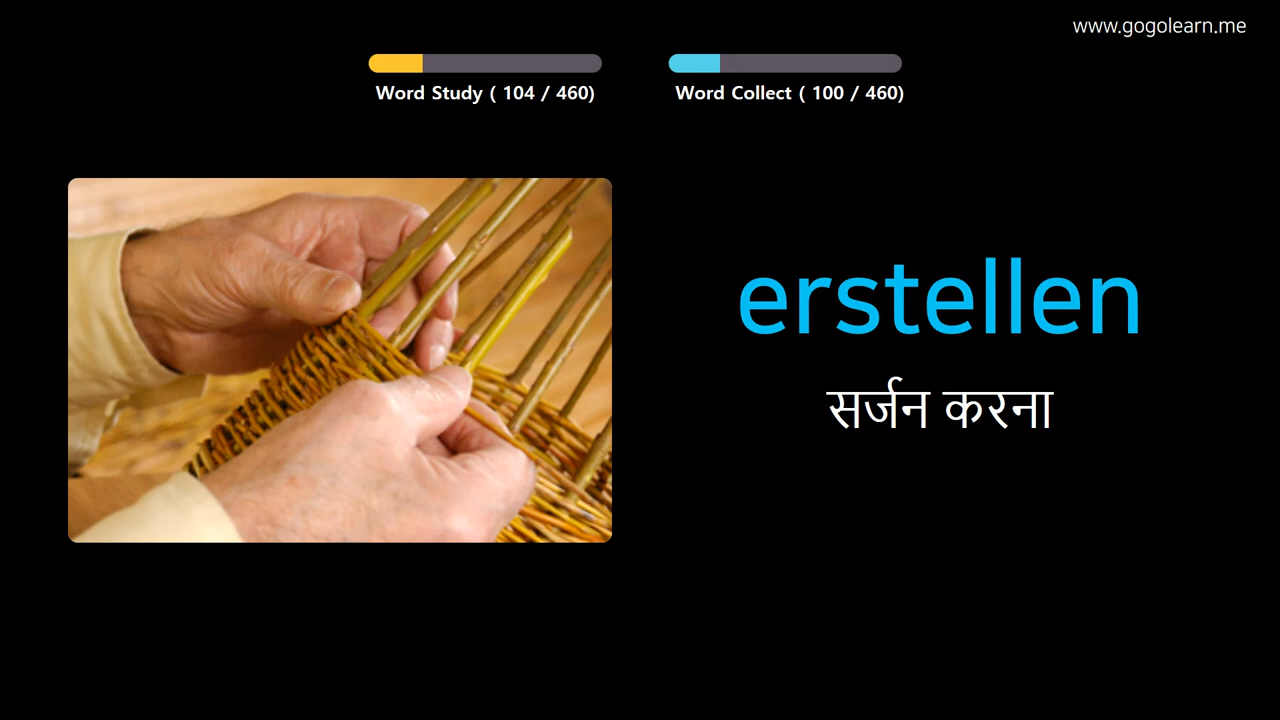 www.gogolearn.me
Word Study ( 104 / 460)
Word Collect ( 100 / 460)
erstellen
सर्जन करना